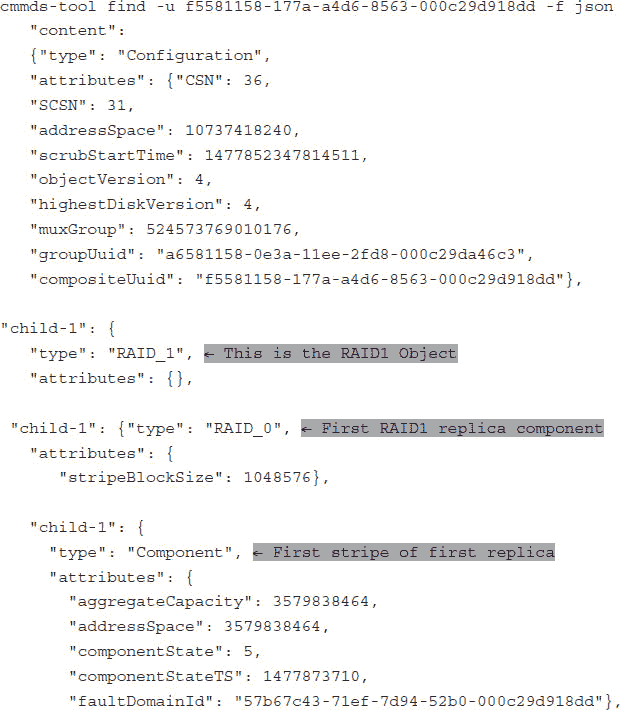 cmmds-tool find -u f5581158-177a-a4d6-8563-000c29d918dd -f json
"content":
{"type": "Configuration",
"attributes": {"CSN": 36,
"SCSN": 31,
"addressSpace": 10737418240,
"scrubStartTime": 1477852347814511,
"objectVersion": 4,
"highestDiskVersion": 4,
"muxGroup": 524573769010176,
"groupUuid": "a6581158-0e3a-11ee-2fd8-000c29da46c3",
"compositeUuid": "f5581158-177a-a4d6-8563-000c29d918dd"},
"child-1": {
"type": "RAID_1", ← This is the RAID1 Object
"attributes": {},
"child-1": {"type": "RAID_0", ← First RAID1 replica component
"attributes": {
"stripeBlockSize": 1048576},
"child-1": {
"type": "Component", ← First stripe of first replica
"attributes": {
"aggregateCapacity": 3579838464,
"addressSpace": 3579838464,
"componentState": 5,
"componentStateTS": 1477873710,
"faultDomainId": "57b67c43-71ef-7d94-52b0-000c29d918dd"},